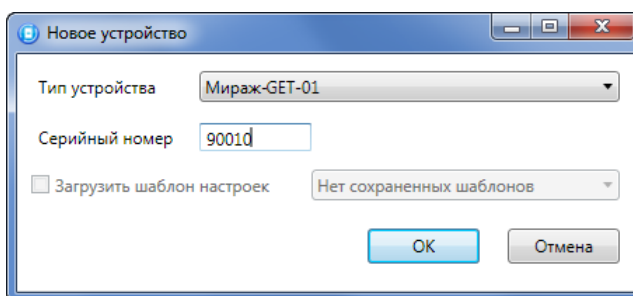 Новое устройство
Тип устройства Мираж-GET-01
Серийный номер 90010
Загрузить шаблон настроек Нет сохраненных шаблонов
OK Отмена